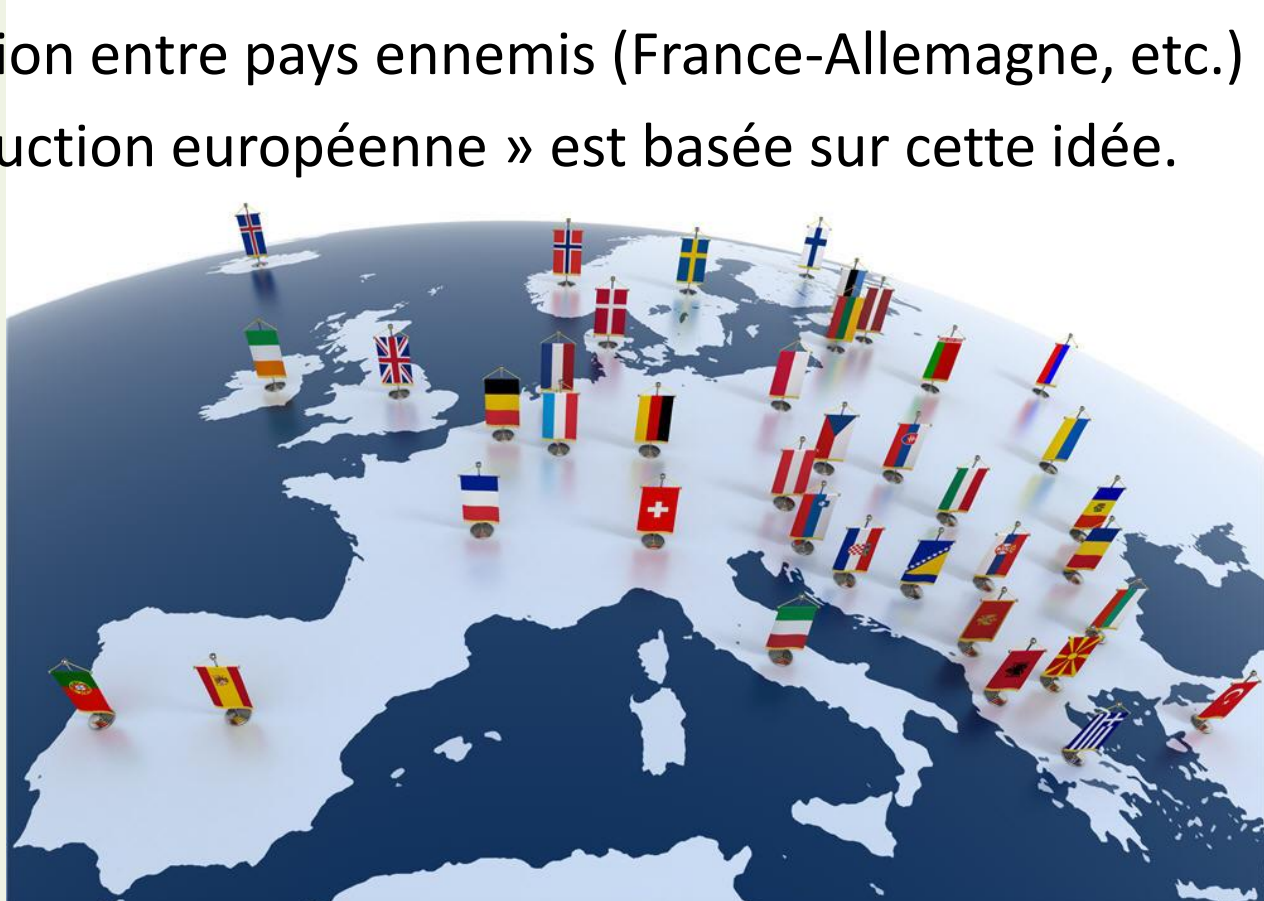 ion entre pays ennemis (France-Allemagne, etc.)
uction européenne » est basée sur cette idée.